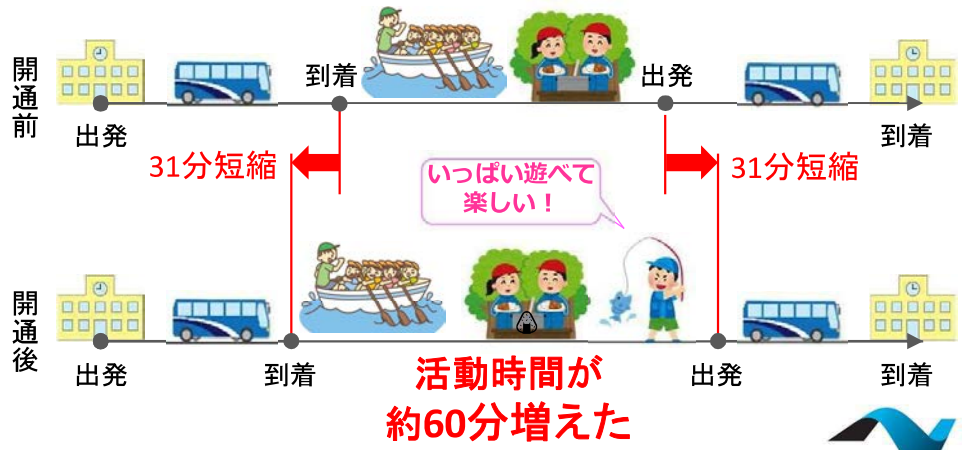 開通前
到着
出発
出発
到着
31分短縮
31分短縮
いっぱい遊べて
楽しい！
開通後
出発
到着
出発
到着
活動時間が
約60分増えた